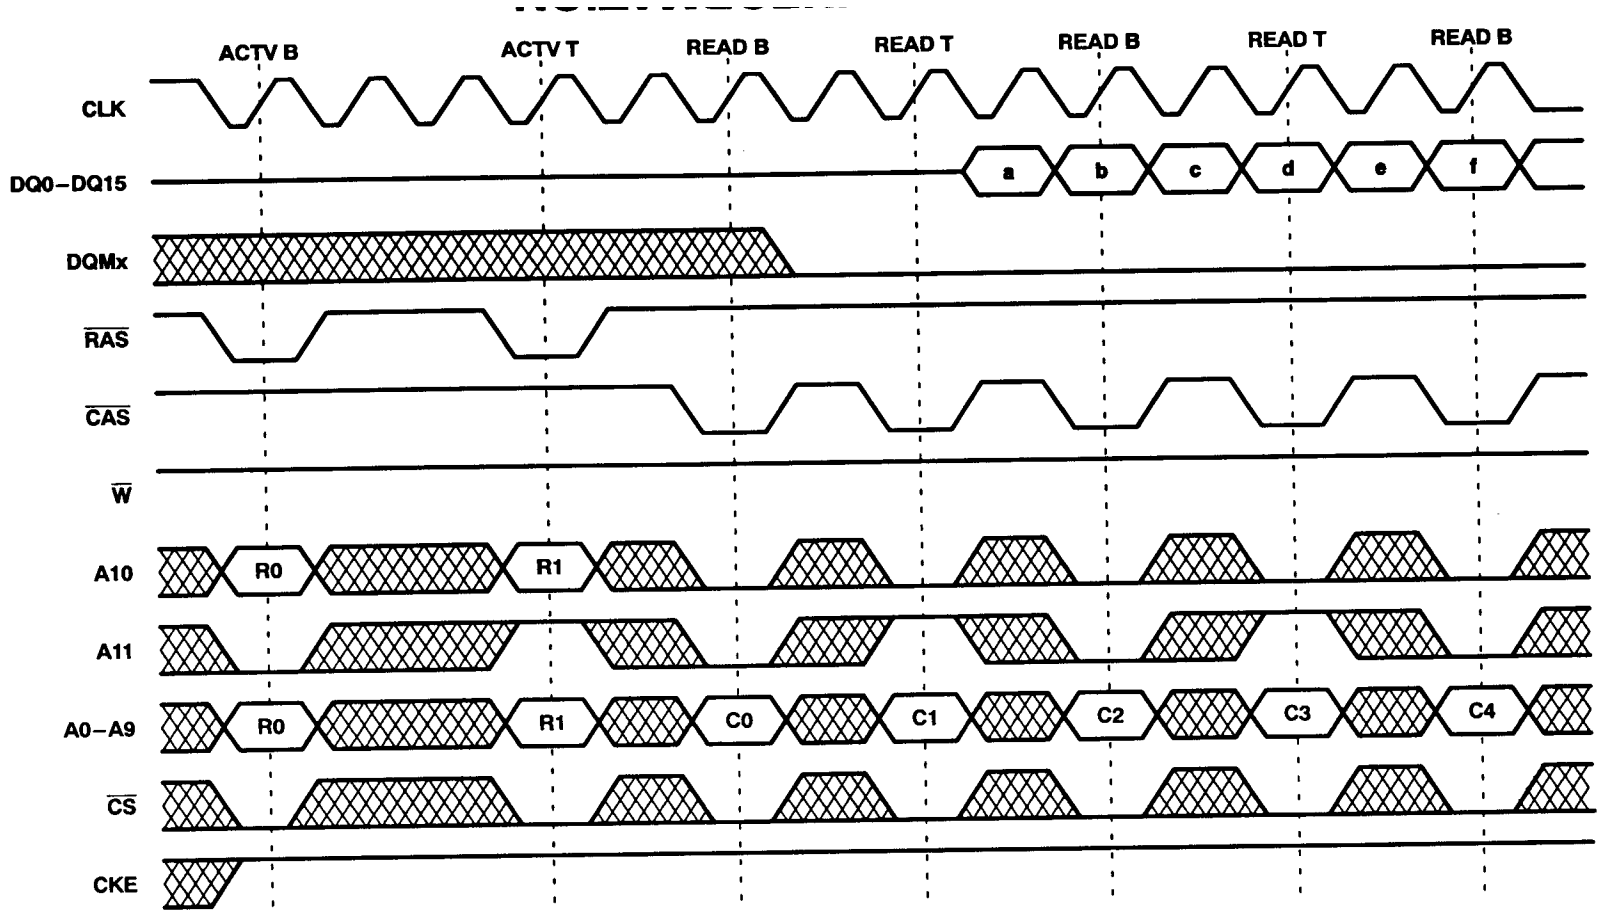 ACTV B ACTV T READ B READ T READ B READ T READ B
CLK
DQ0–DQ15 a b c d e f
DQMx
RAS
CAS
W
A10 R0 R1
A11
A0–A9 R0 R1 C0 C1 C2 C3 C4
CS
CKE